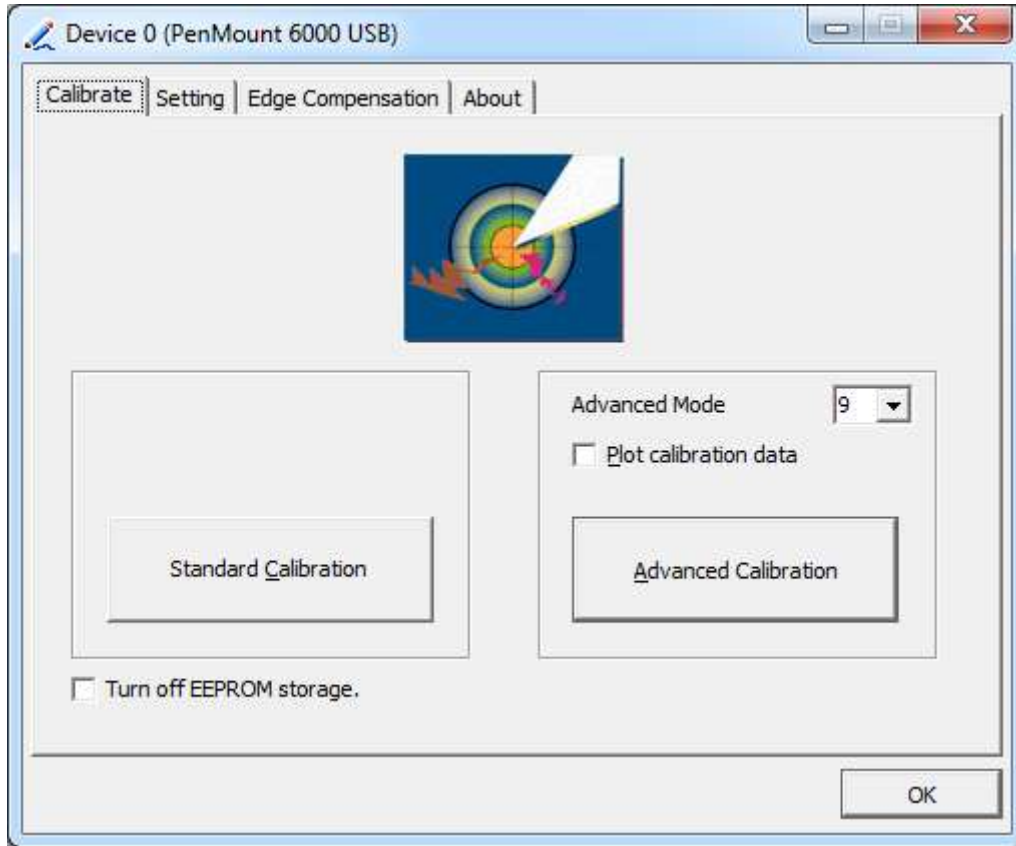 Device 0 (PenMount 6000 USB)
Calibrate Setting Edge Compensation About
Advanced Mode 9
Plot calibration data
Standard Calibration
Advanced Calibration
Turn off EEPROM storage.
OK